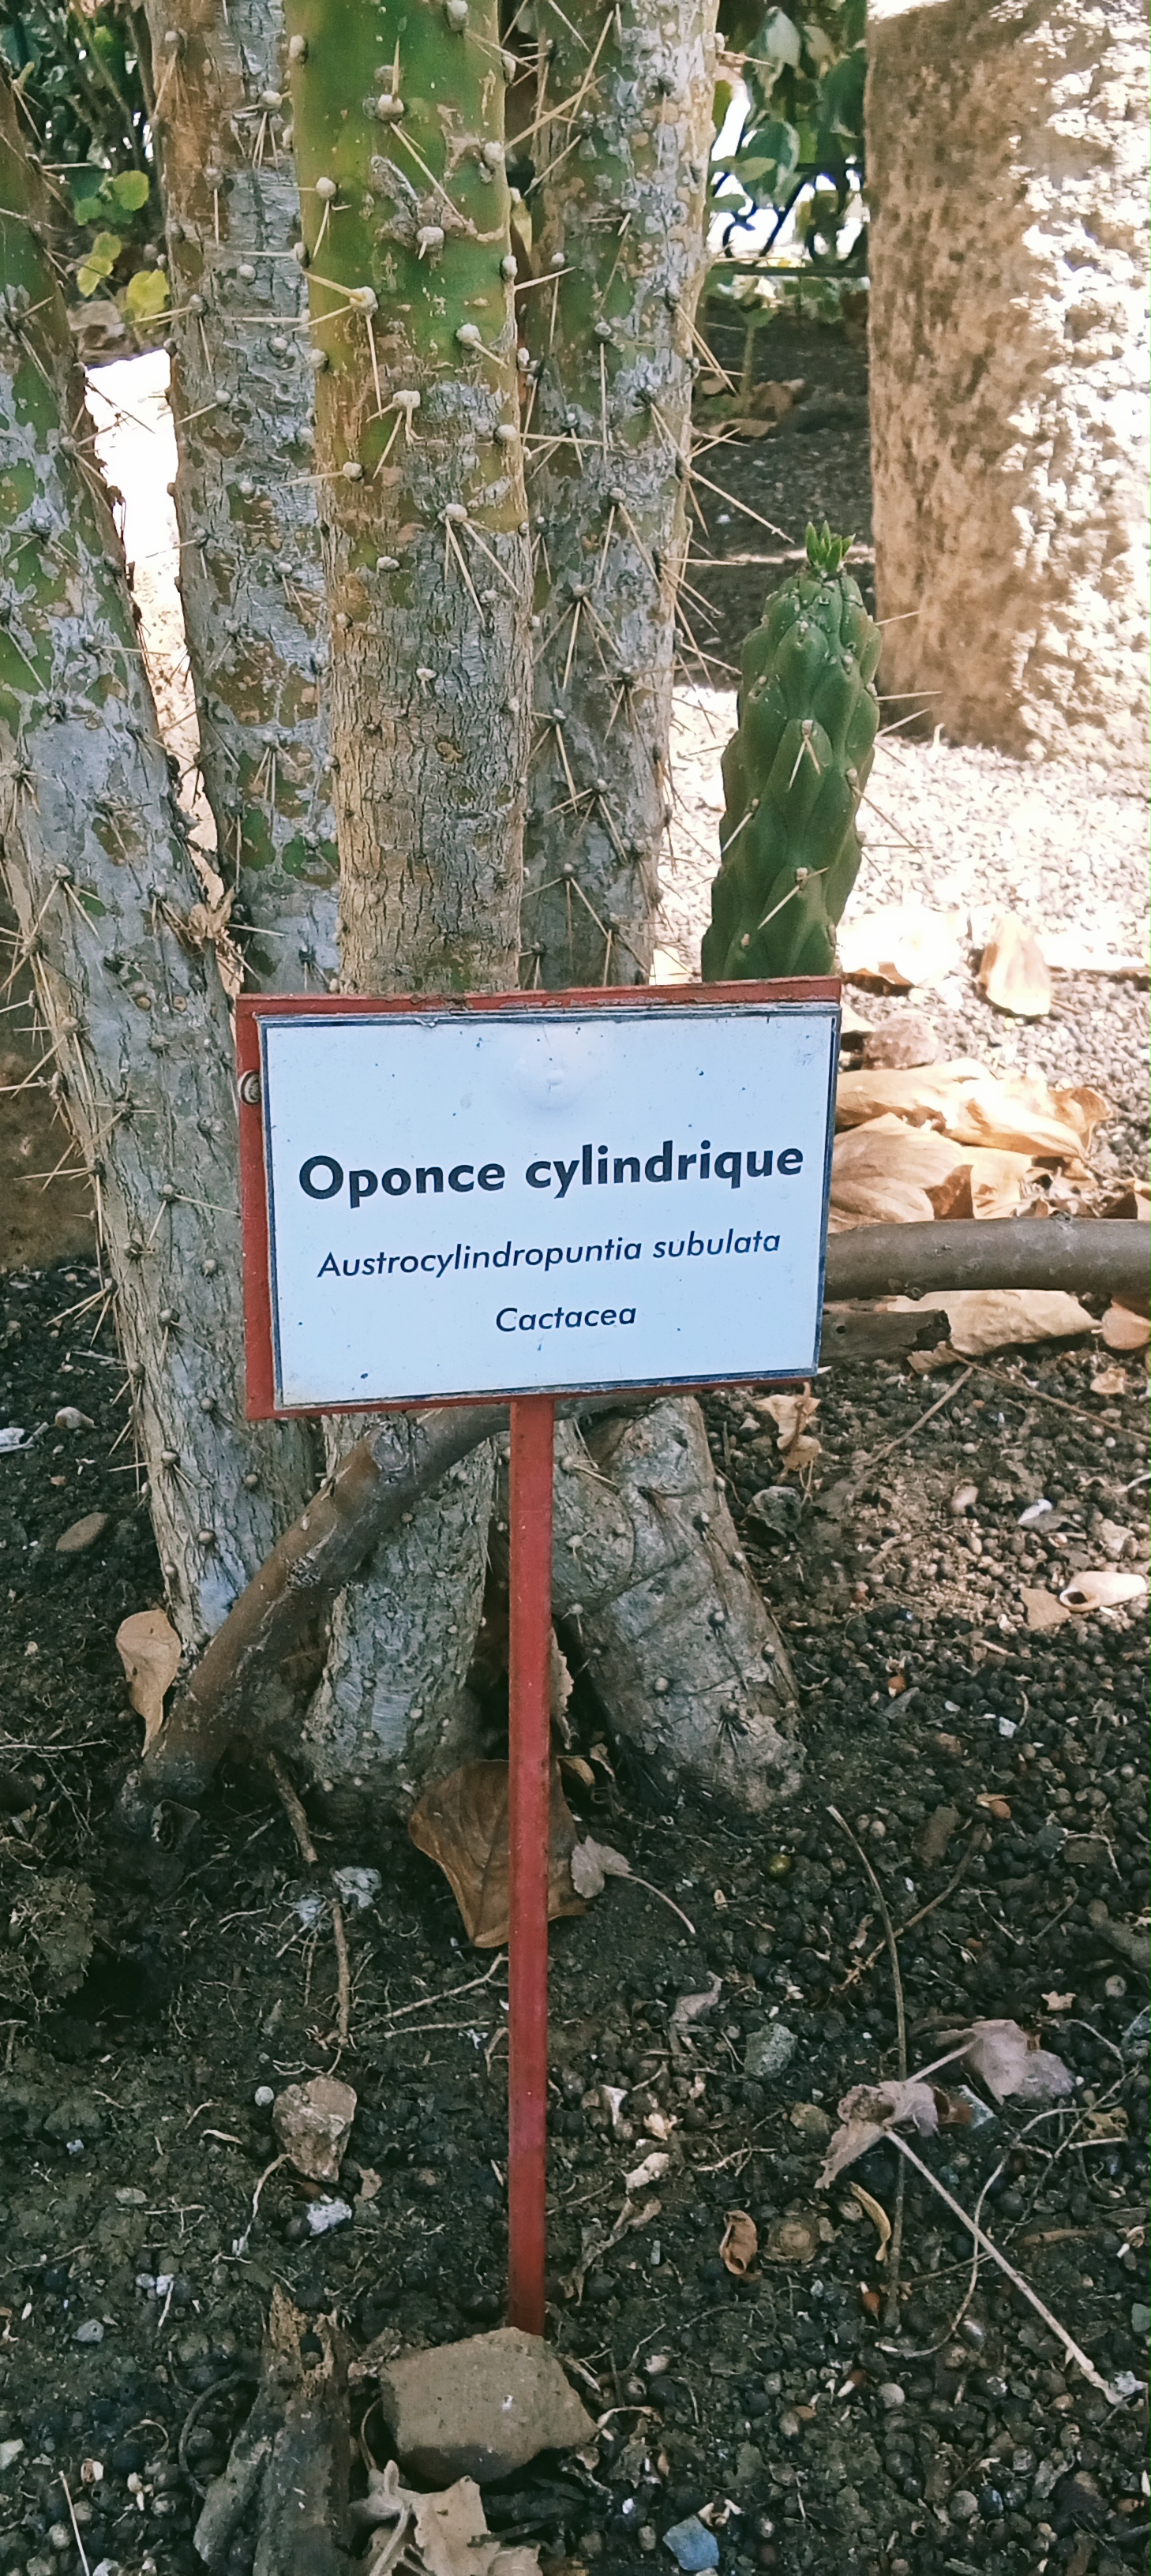 Oponce cylindrique
Austrocylindropuntia subulata
Cactacea